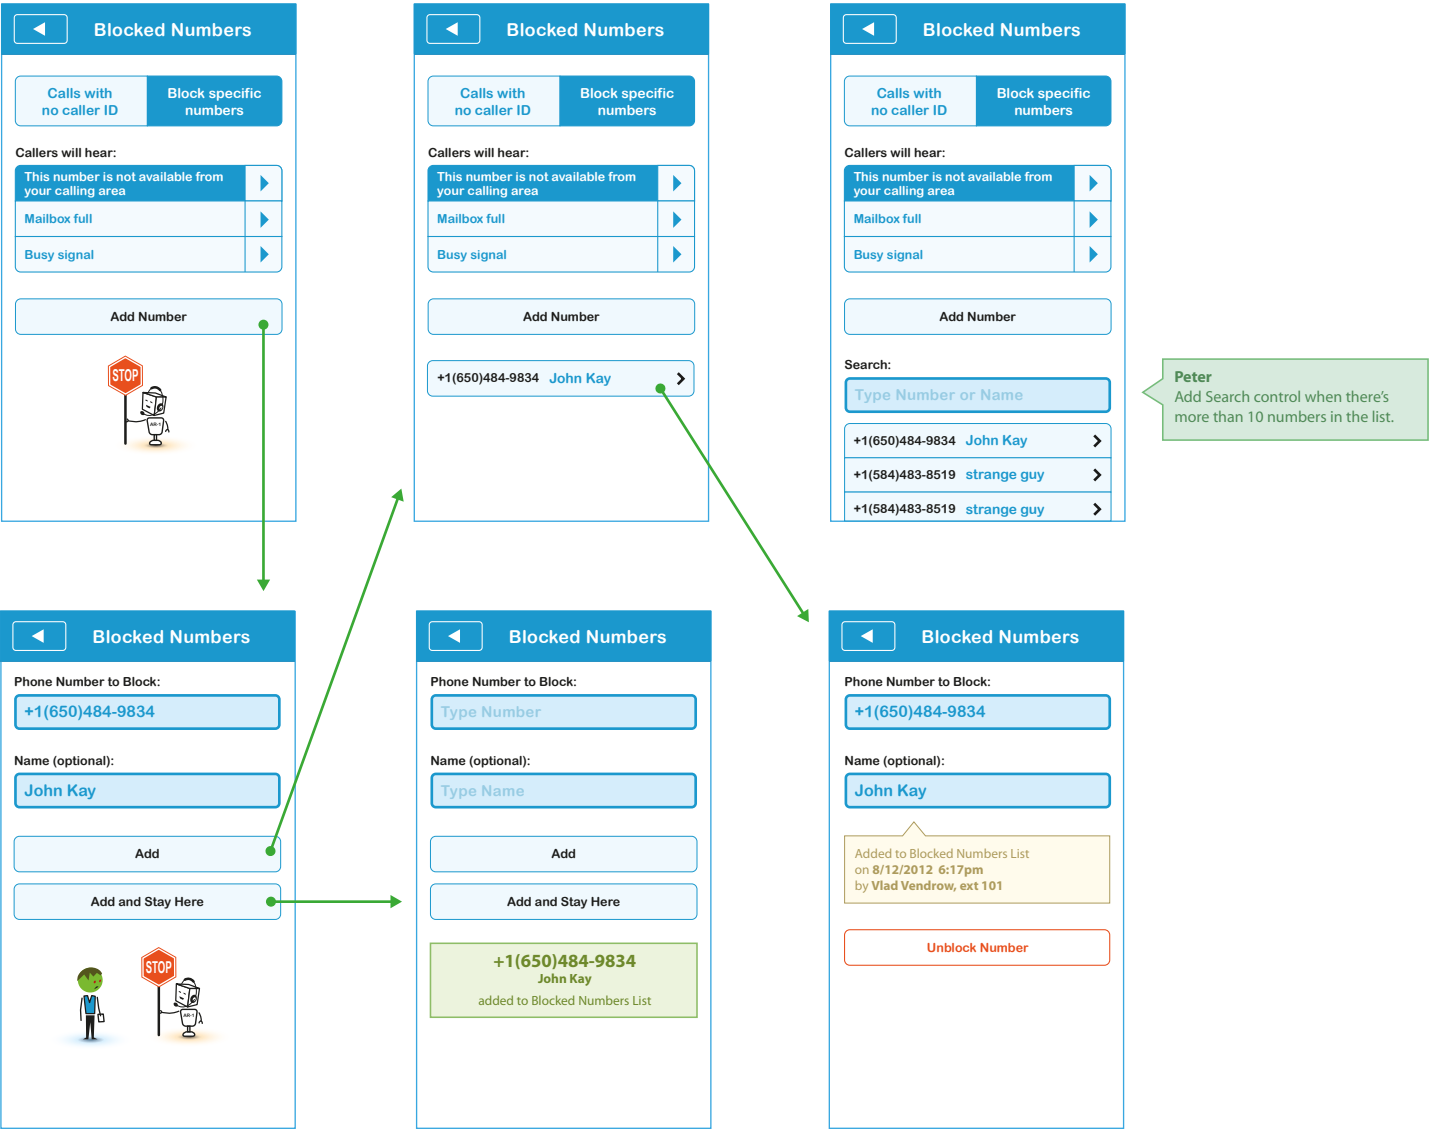 Blocked Numbers
Calls with
no caller ID
Block specific
numbers
Callers will hear:
This number is not available from
your calling area
Mailbox full
Busy signal
Add Number
STOP
AR-1
Blocked Numbers
Calls with
no caller ID
Block specific
numbers
Callers will hear:
This number is not available from
your calling area
Mailbox full
Busy signal
Add Number
+1(650)484-9834 John Kay
Blocked Numbers
Calls with
no caller ID
Block specific
numbers
Callers will hear:
This number is not available from
your calling area
Mailbox full
Busy signal
Add Number
Search:
Type Number or Name
+1(650)484-9834 John Kay
+1(584)483-8519 strange guy
+1(584)483-8519 strange guy
Peter
Add Search control when there's
more than 10 numbers in the list.
Blocked Numbers
Phone Number to Block:
+1(650)484-9834
Name (optional):
John Kay
Add
Add and Stay Here
STOP
AR-1
Blocked Numbers
Phone Number to Block:
Type Number
Name (optional):
Type Name
Add
Add and Stay Here
+1(650)484-9834
John Kay
added to Blocked Numbers List
Blocked Numbers
Phone Number to Block:
+1(650)484-9834
Name (optional):
John Kay
Added to Blocked Numbers List
on 8/12/2012 6:17pm
by Vlad Vendrow, ext 101
Unblock Number